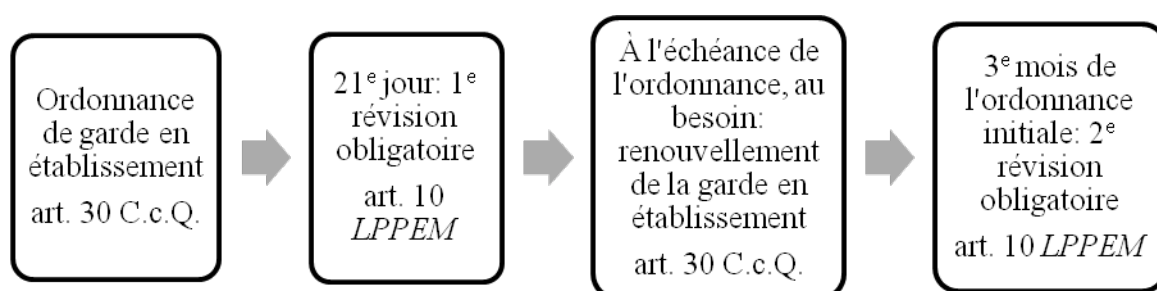 Ordonnance
de garde en
établissement
art. 30 C.c.Q.
21e jour: 1e
révision
obligatoire
art. 10
LPPEM
À l'échéance de
l'ordonnance, au
besoin:
renouvellement
de la garde en
établissement
art. 30 C.c.Q.
3e mois de
l'ordonnance
initiale: 2e
révision
obligatoire
art. 10 LPPEM